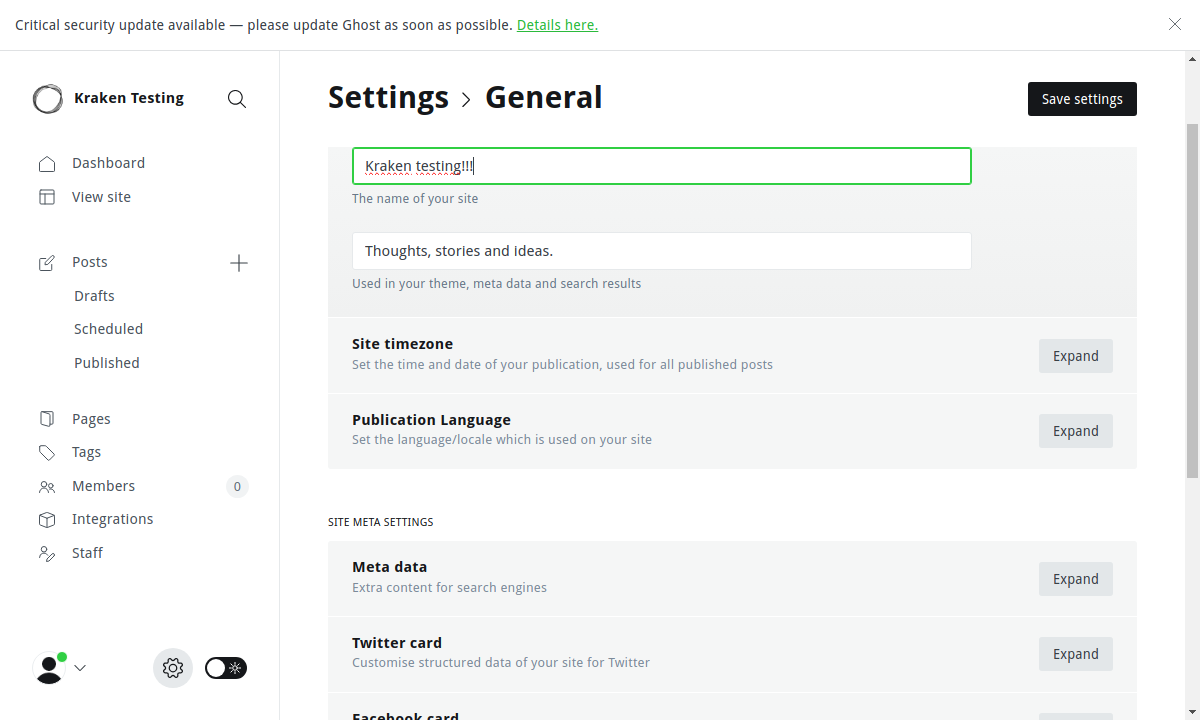 Critical security update available — please update Ghost as soon as possible. Details here.
Kraken Testing
Settings > General
Save settings
Dashboard
View site
Posts
Drafts
Scheduled
Published
Pages
Tags
Members 0
Integrations
Staff
Kraken testing!!!
The name of your site
Thoughts, stories and ideas.
Used in your theme, meta data and search results
Site timezone
Set the time and date of your publication, used for all published posts
Expand
Publication Language
Set the language/locale which is used on your site
Expand
SITE META SETTINGS
Meta data
Extra content for search engines
Expand
Twitter card
Customise structured data of your site for Twitter
Expand
Facebook card